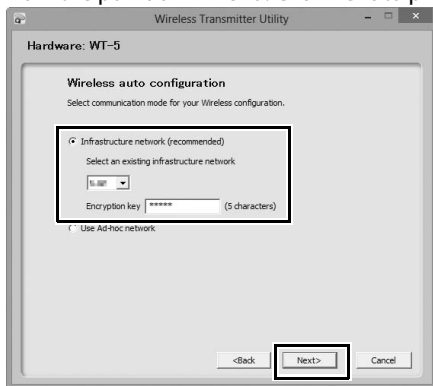 Wireless Transmitter Utility
Hardware: WT-5
Wireless auto configuration
Select communication mode for your Wireless configuration.
Infrastructure network (recommended)
Select an existing infrastructure network
Encryption key ***** (5 characters)
Use Ad-hoc network
<Back Next> Cancel